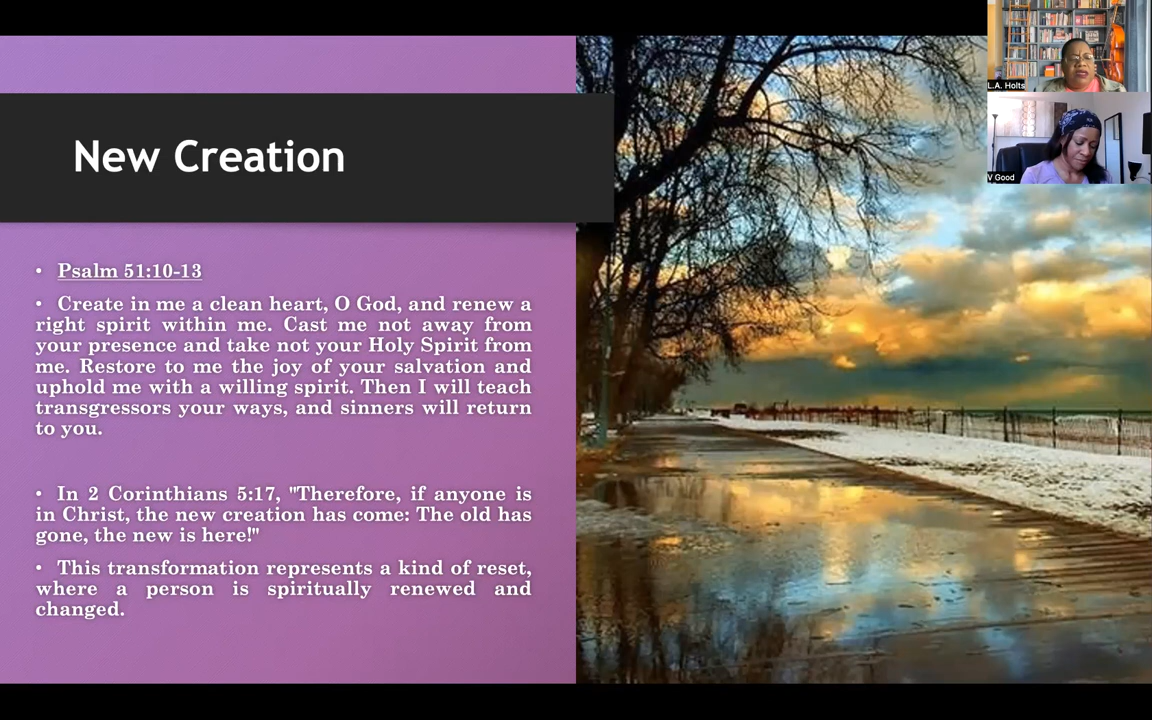 New Creation
• Psalm 51:10-13
• Create in me a clean heart, O God, and renew a
right spirit within me. Cast me not away from
your presence and take not your Holy Spirit from
me. Restore to me the joy of your salvation and
uphold me with a willing spirit. Then I will teach
transgressors your ways, and sinners will return
to you.
• In 2 Corinthians 5:17, "Therefore, if anyone is
in Christ, the new creation has come: The old has
gone, the new is here!"
• This transformation represents a kind of reset,
where a person is spiritually renewed and
changed.
L.A. Holts
V Good